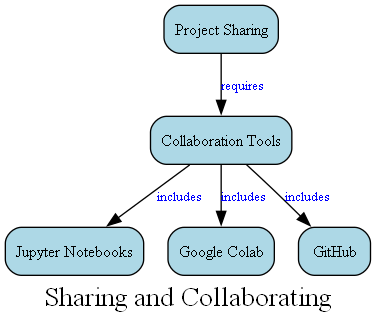 Project Sharing
requires
Collaboration Tools
includes includes includes
Jupyter Notebooks Google Colab GitHub
Sharing and Collaborating